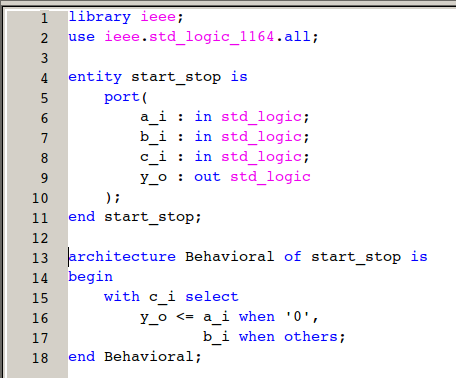 1 library ieee;
2 use ieee.std_logic_1164.all;
3
4 entity start_stop is
5     port(
6         a_i : in std_logic;
7         b_i : in std_logic;
8         c_i : in std_logic;
9         y_o : out std_logic
10     );
11 end start_stop;
12
13 architecture Behavioral of start_stop is
14 begin
15     with c_i select
16         y_o <= a_i when '0',
17                b_i when others;
18 end Behavioral;